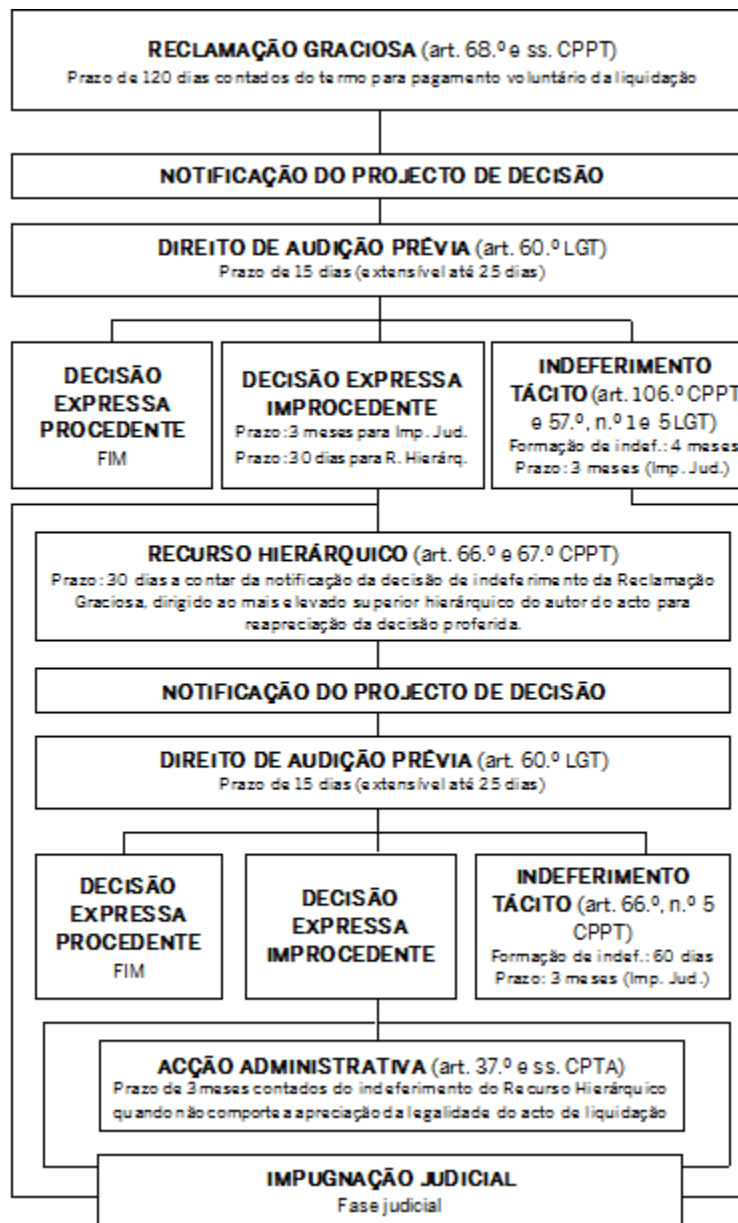 RECLAMAÇÃO GRACIOSA (art. 68.º e ss. CPPT)
Prazo de 120 dias contados do termo para pagamento voluntário da liquidação
NOTIFICAÇÃO DO PROJECTO DE DECISÃO
DIREITO DE AUDIÇÃO PRÉVIA (art. 60.º LGT)
Prazo de 15 dias (extensível até 25 dias)
DECISÃO
EXPRESSA
PROCEDENTE
FIM
DECISÃO EXPRESSA
IMPROCEDENTE
Prazo: 3 meses para Imp. Jud.
Prazo: 30 dias para R. Hierárq.
INDEFERIMENTO
TÁCITO (art. 106.º CPPT
e 57.º, n.º 1 e 5 LGT)
Formação de indef.: 4 meses
Prazo: 3 meses (Imp. Jud.)
RECURSO HIERÁRQUICO (art. 66.º e 67.º CPPT)
Prazo: 30 dias a contar da notificação da decisão de indeferimento da Reclamação
Graciosa, dirigido ao mais elevado superior hierárquico do autor do acto para
reapreciação da decisão proferida.
NOTIFICAÇÃO DO PROJECTO DE DECISÃO
DIREITO DE AUDIÇÃO PRÉVIA (art. 60.º LGT)
Prazo de 15 dias (extensível até 25 dias)
DECISÃO
EXPRESSA
PROCEDENTE
FIM
DECISÃO
EXPRESSA
IMPROCEDENTE
INDEFERIMENTO
TÁCITO (art. 66.º, n.º 5
CPPT)
Formação de indef.: 60 dias
Prazo: 3 meses (Imp. Jud.)
ACÇÃO ADMINISTRATIVA (art. 37.º e ss. CPTA)
Prazo de 3 meses contados do indeferimento do Recurso Hierárquico
quando não comporte a apreciação da legalidade do acto de liquidação
IMPUGNAÇÃO JUDICIAL
Fase judicial